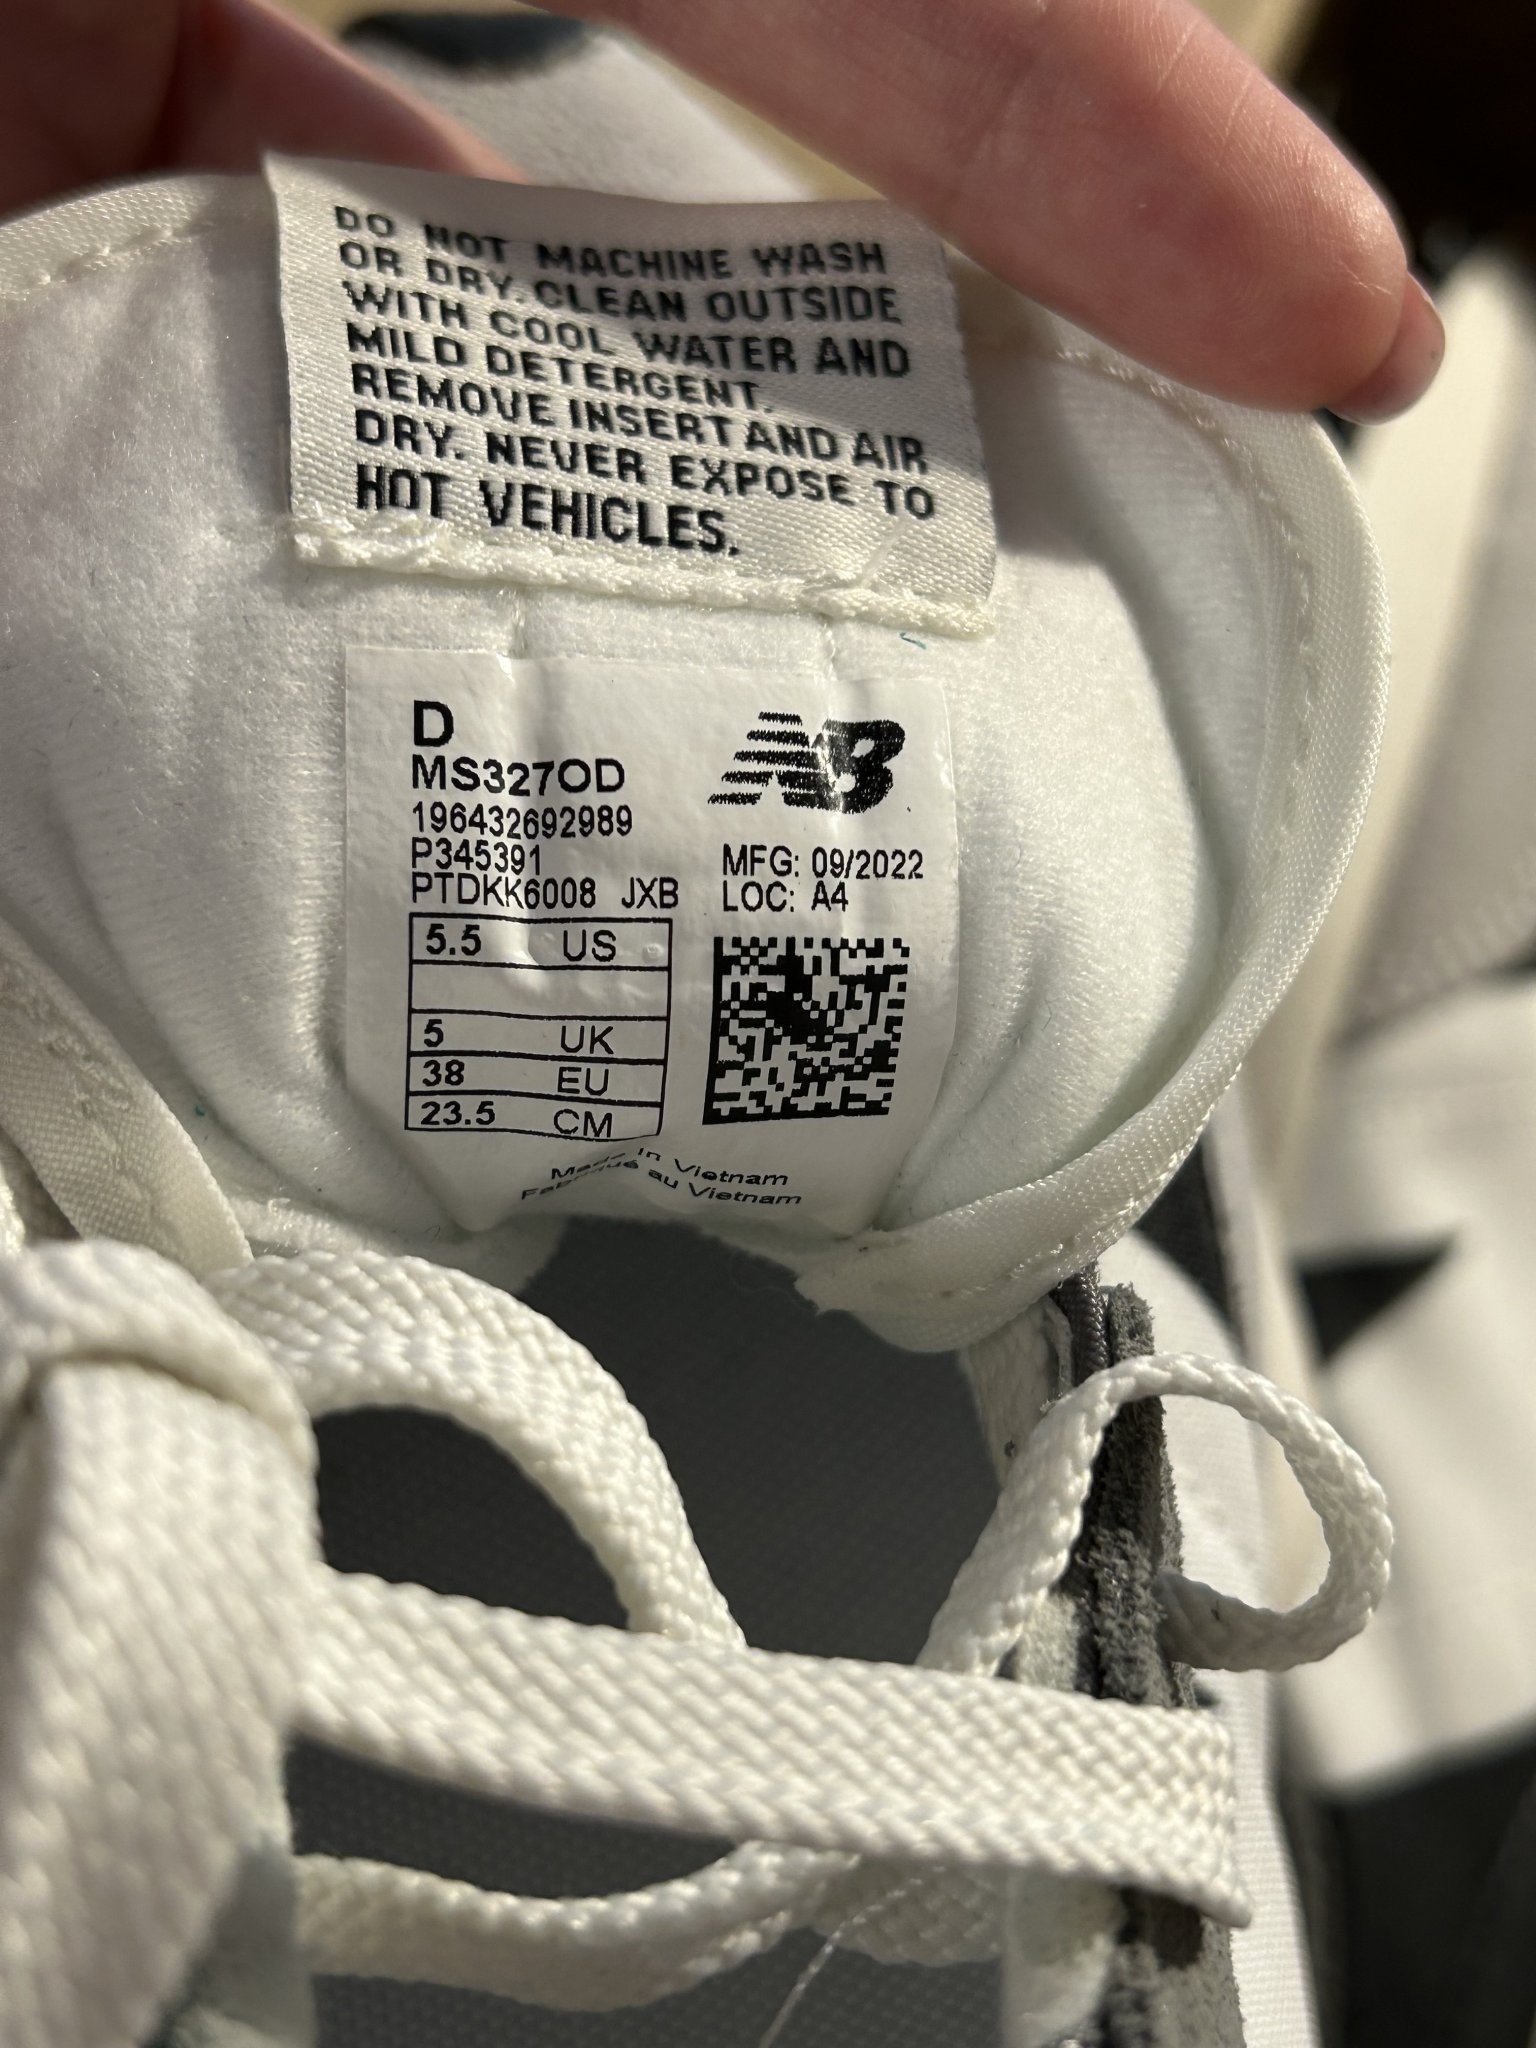 DO NOT MACHINE WASH
OR DRY. CLEAN OUTSIDE
WITH COOL WATER AND
MILD DETERGENT.
REMOVE INSERT AND AIR
DRY. NEVER EXPOSE TO
HOT VEHICLES.
D
MS327OD
196432692989
P345391
PTDKK6008 JXB
NB
MFG: 09/2022
LOC: A4
5.5 US
5 UK
38 EU
23.5 CM
Made in Vietnam
Fabriqué au Vietnam